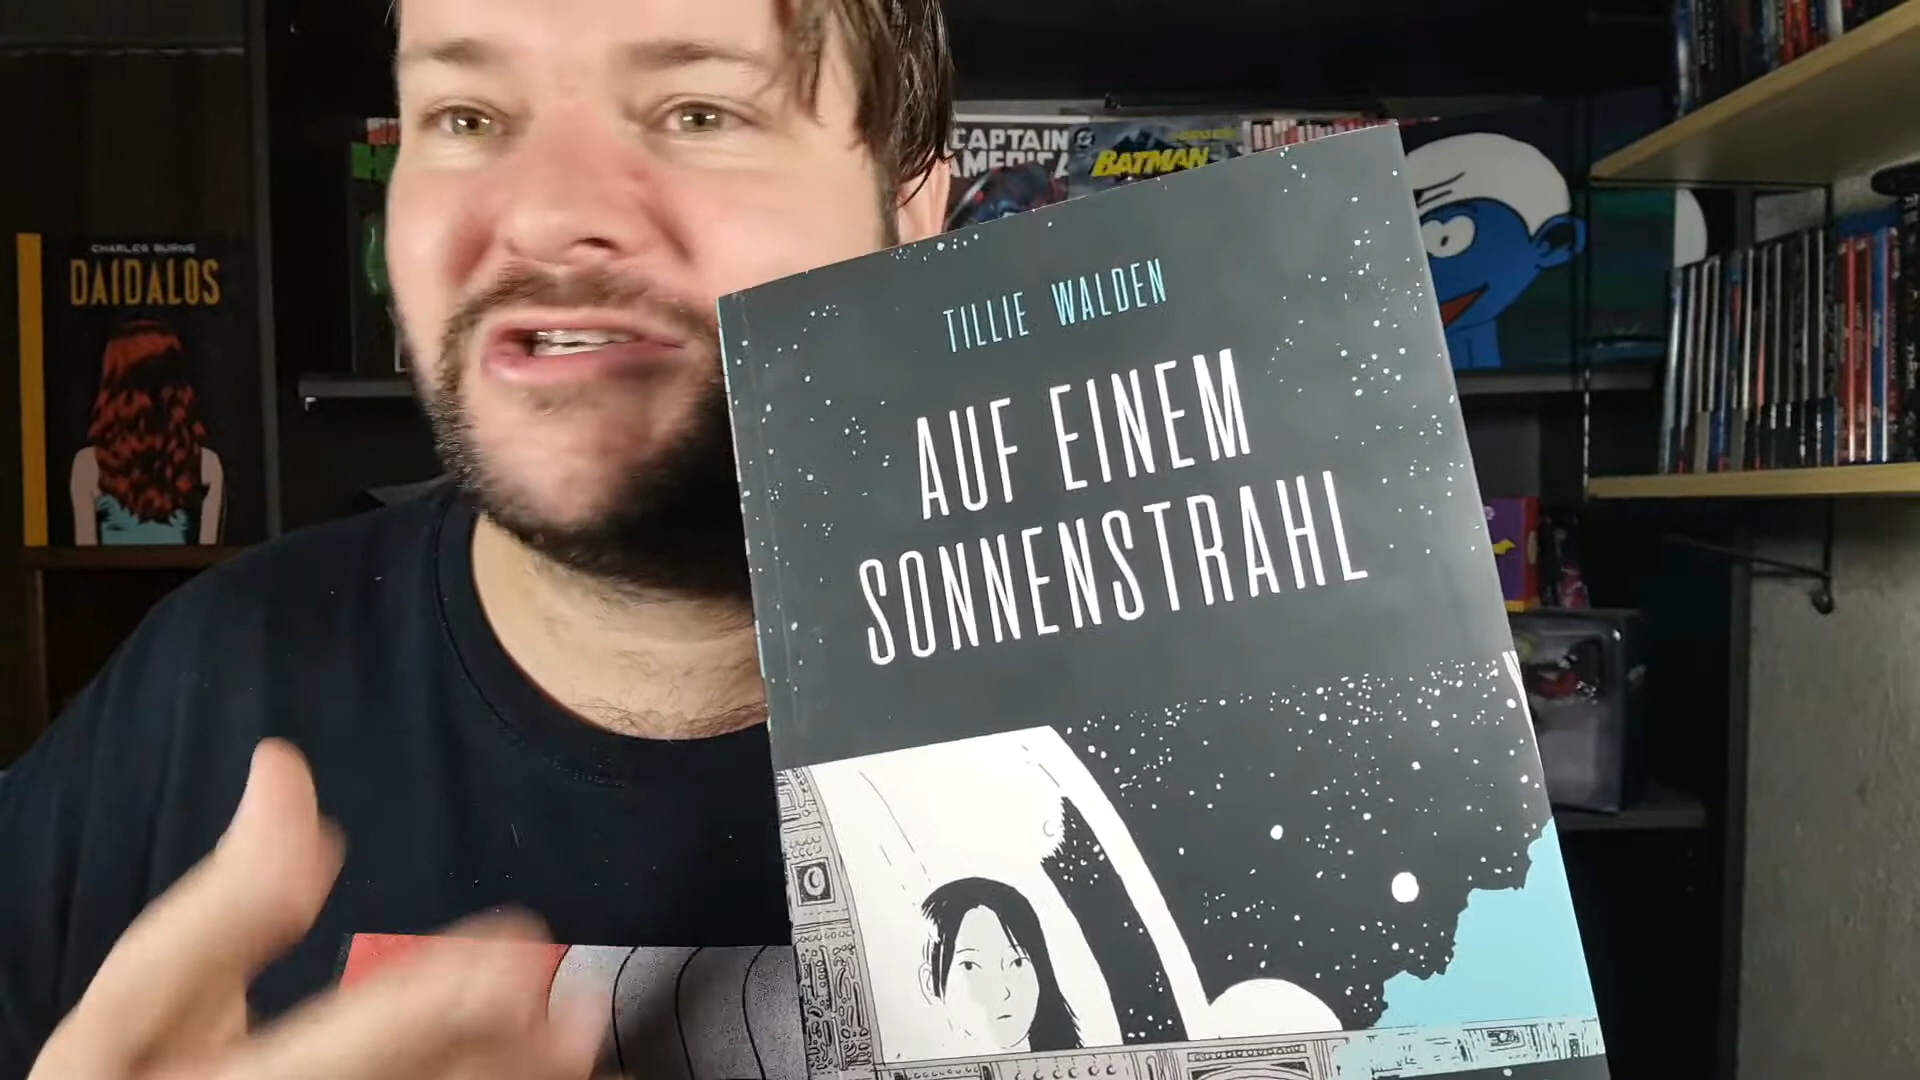 CHARLES BURNS
DAIDALOS
CAPTAIN
AMERICA
BATMAN
TILLIE WALDEN
AUF EINEM
SONNENSTRAHL